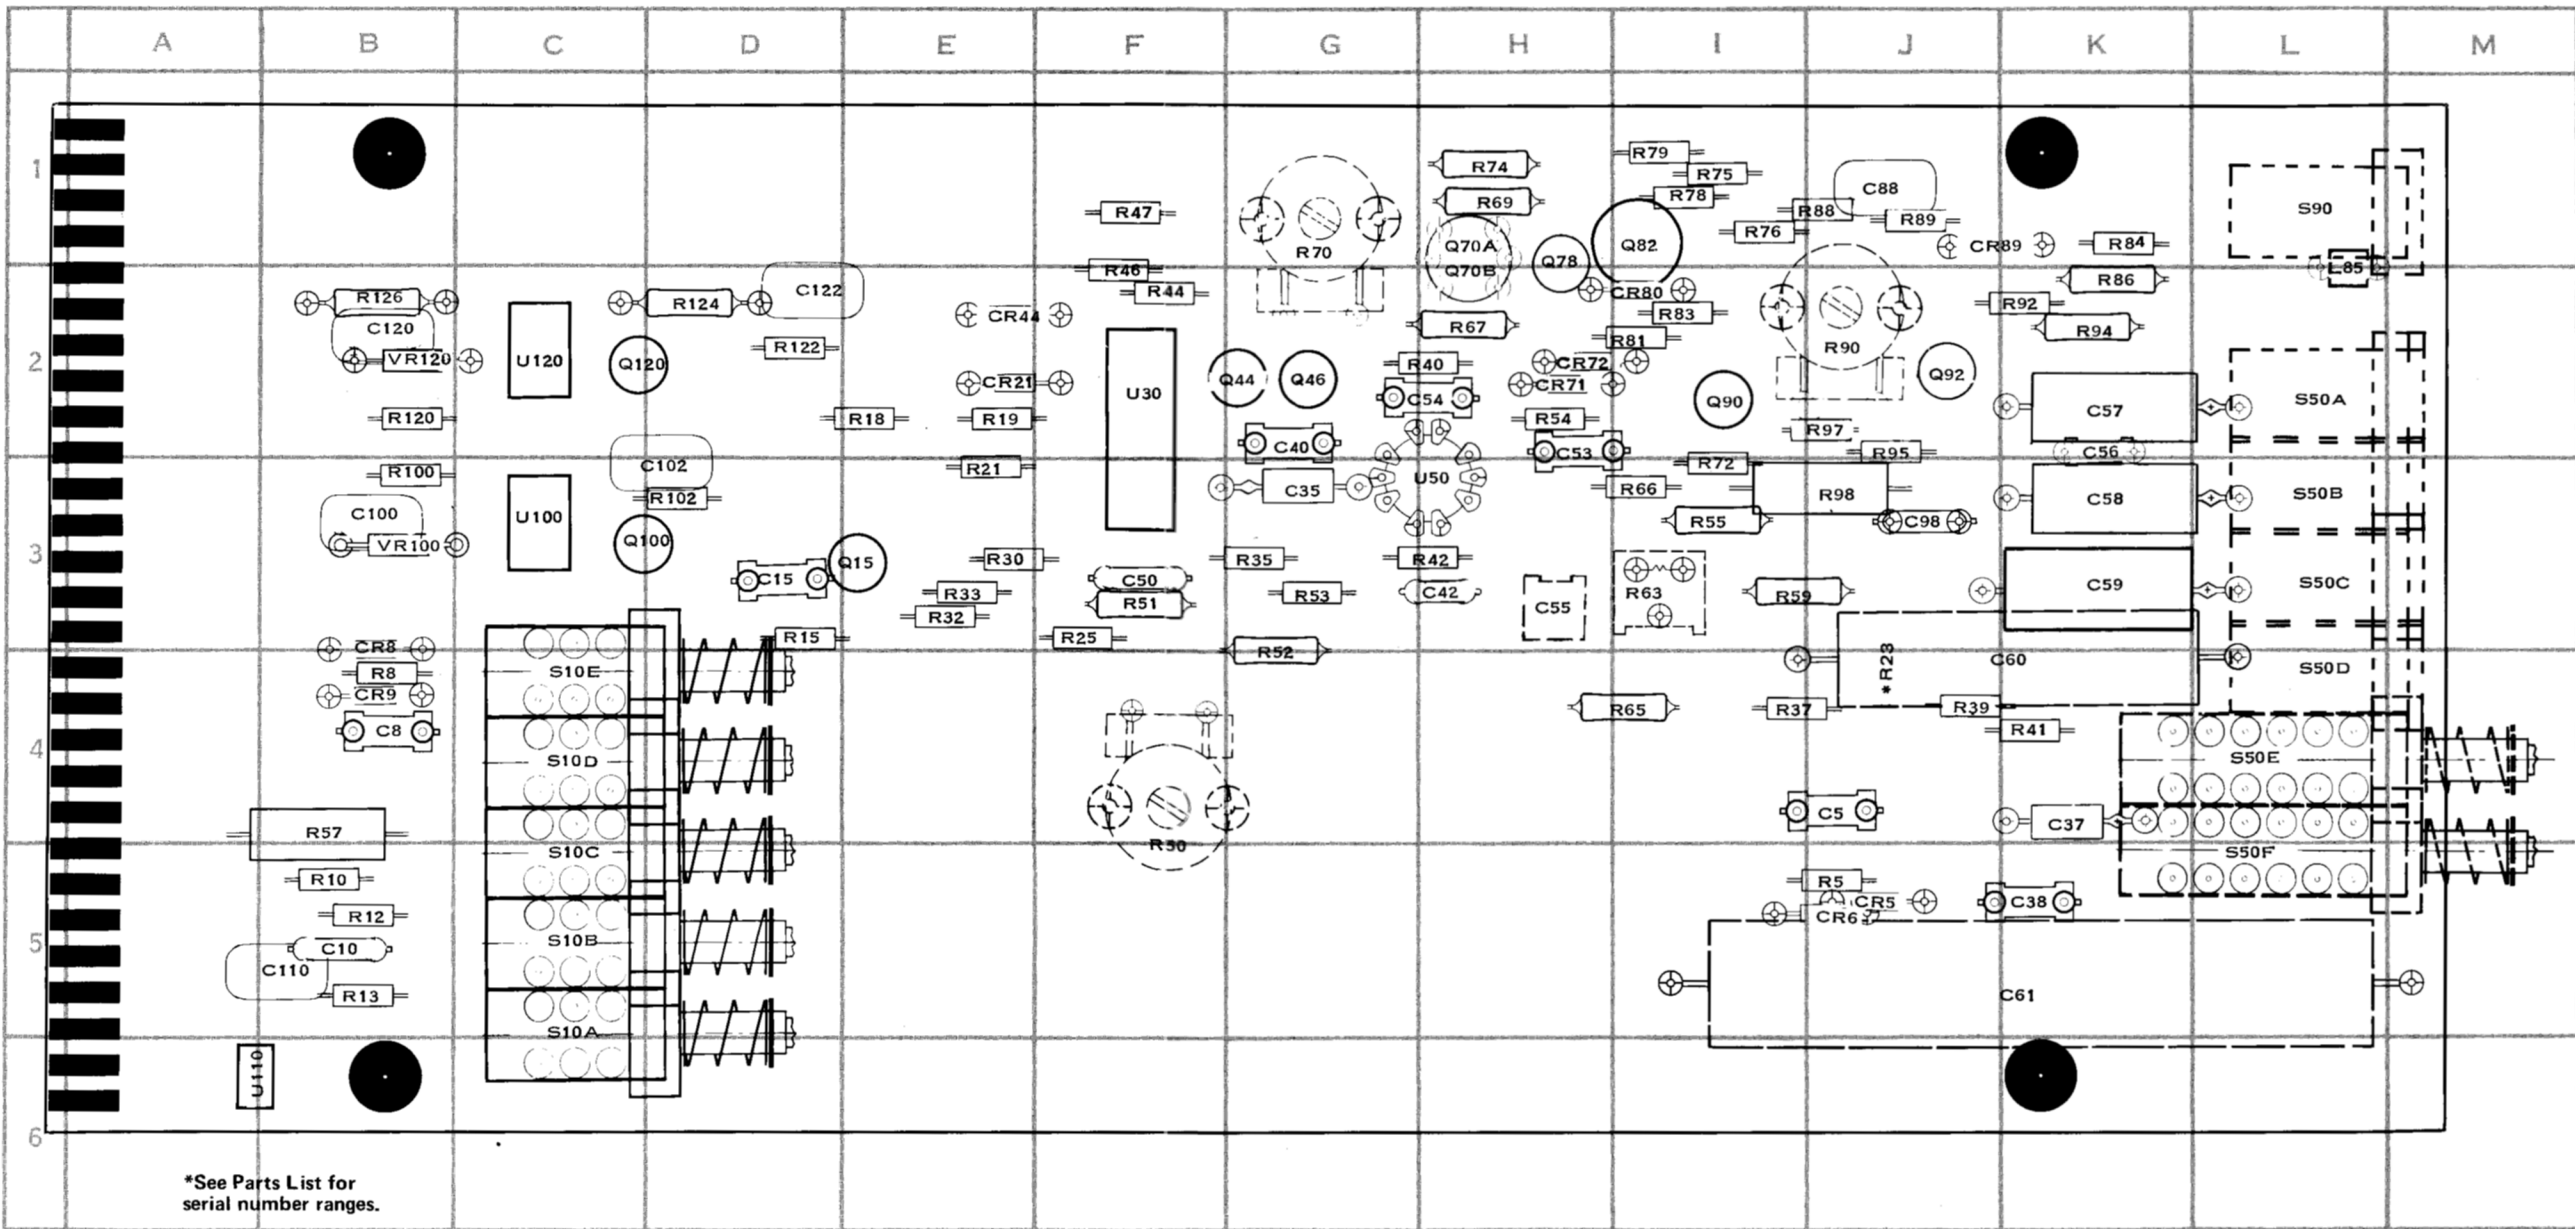 A B C D E F G H I J K L M
1
R79
R74
R75
C88
R78
R69
S90
R47
R88
R89
R76
R70
Q70A
Q82
CR89
R84
Q78
Q70B
R46
L85
R86
C122
R44
CR80
R126
R124
R92
CR44
R83
C120
R67
R94
R81
R90
R122
2
VR120
U120
Q120
R40
CR72
Q92
CR21
Q44
Q46
CR71
U30
C54
S50A
Q90
C57
R120
R18
R19
R54
R97
C40
C53
R95
C56
C102
R21
R72
R100
U50
R102
C35
R66
R98
C58
S50B
C100
U100
R55
C98
VR100
Q100
3
Q15
R30
R35
R42
C15
C50
S50C
C59
R33
R53
C42
R63
R59
R51
C55
R32
R15
R25
CR8
R52
*R23
C60
S50D
R8
S10E
CR9
R65
R37
R39
C8
R41
4
S10D
S50E
C5
C37
R57
R50
S10C
S50F
R10
R5
CR5
C38
R12
CR6
5
S10B
C10
C110
R13
C61
S10A
U110
6
*See Parts List for
serial number ranges.